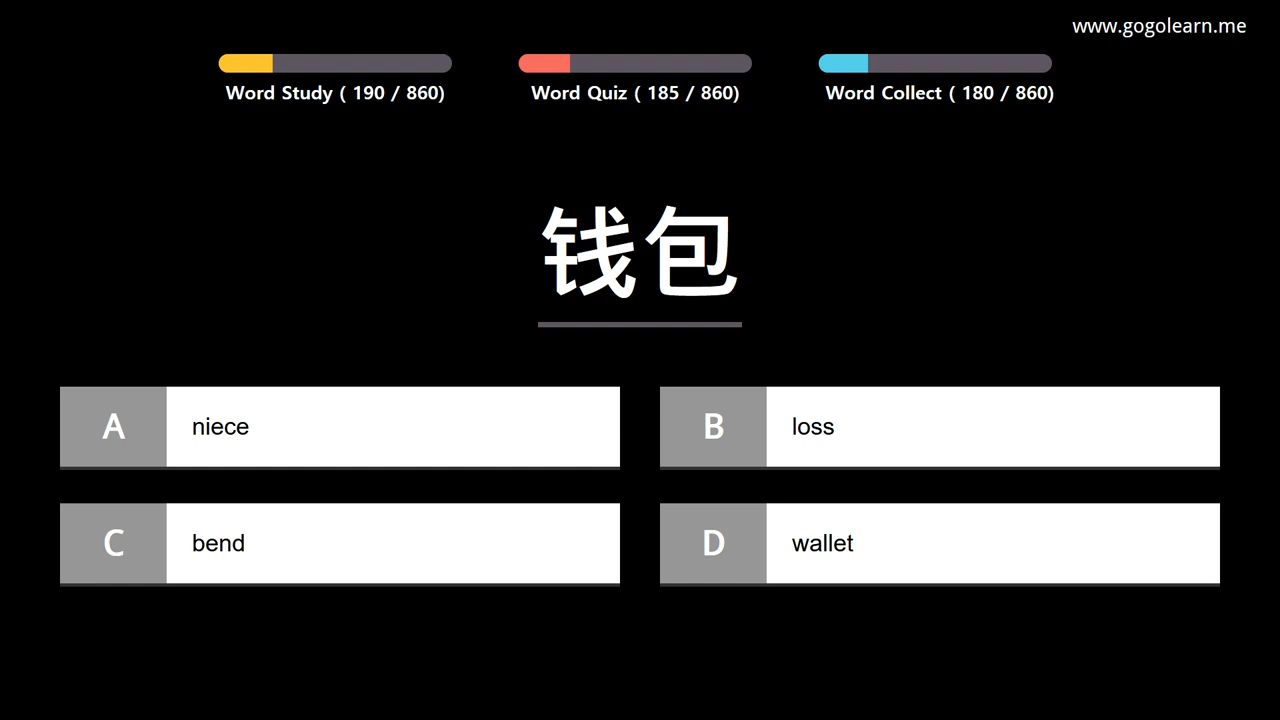 www.gogolearn.me
Word Study ( 190 / 860)
Word Quiz ( 185 / 860)
Word Collect ( 180 / 860)
钱包
A niece
B loss
C bend
D wallet